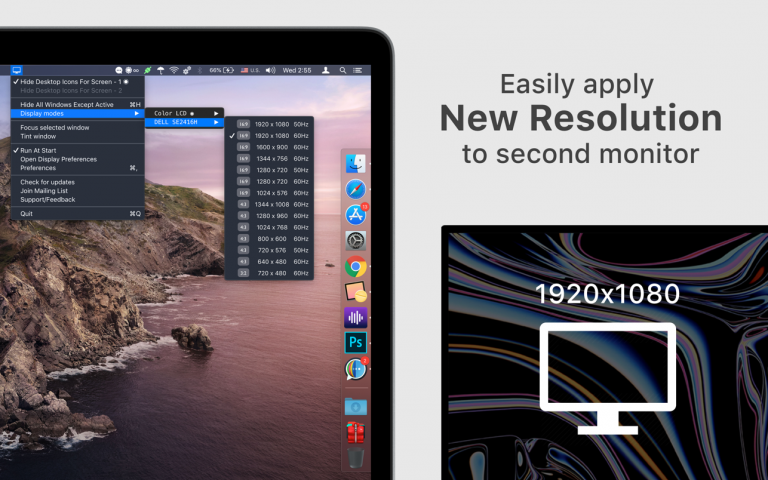 66%
U.S.
Wed 2:55
✓ Hide Desktop Icons For Screen - 1
Hide Desktop Icons For Screen - 2
Hide All Windows Except Active ⌘H
Display modes ▶
Focus selected window
Tint window
✓ Run At Start
Open Display Preferences
Preferences ⌘,
Check for updates
Join Mailing List
Support/Feedback
Quit ⌘Q
Color LCD ▶
DELL SE2416H ▶
16:9 1920 x 1080 50Hz
✓ 16:9 1920 x 1080 60Hz
16:9 1600 x 900 60Hz
16:9 1344 x 756 60Hz
16:9 1280 x 720 50Hz
16:9 1280 x 720 60Hz
16:9 1024 x 576 60Hz
4:3 1344 x 1008 60Hz
4:3 1280 x 960 60Hz
4:3 1024 x 768 60Hz
4:3 800 x 600 60Hz
4:3 720 x 576 50Hz
4:3 640 x 480 60Hz
3:2 720 x 480 60Hz
Ps
2
Easily apply
New Resolution
to second monitor
1920x1080